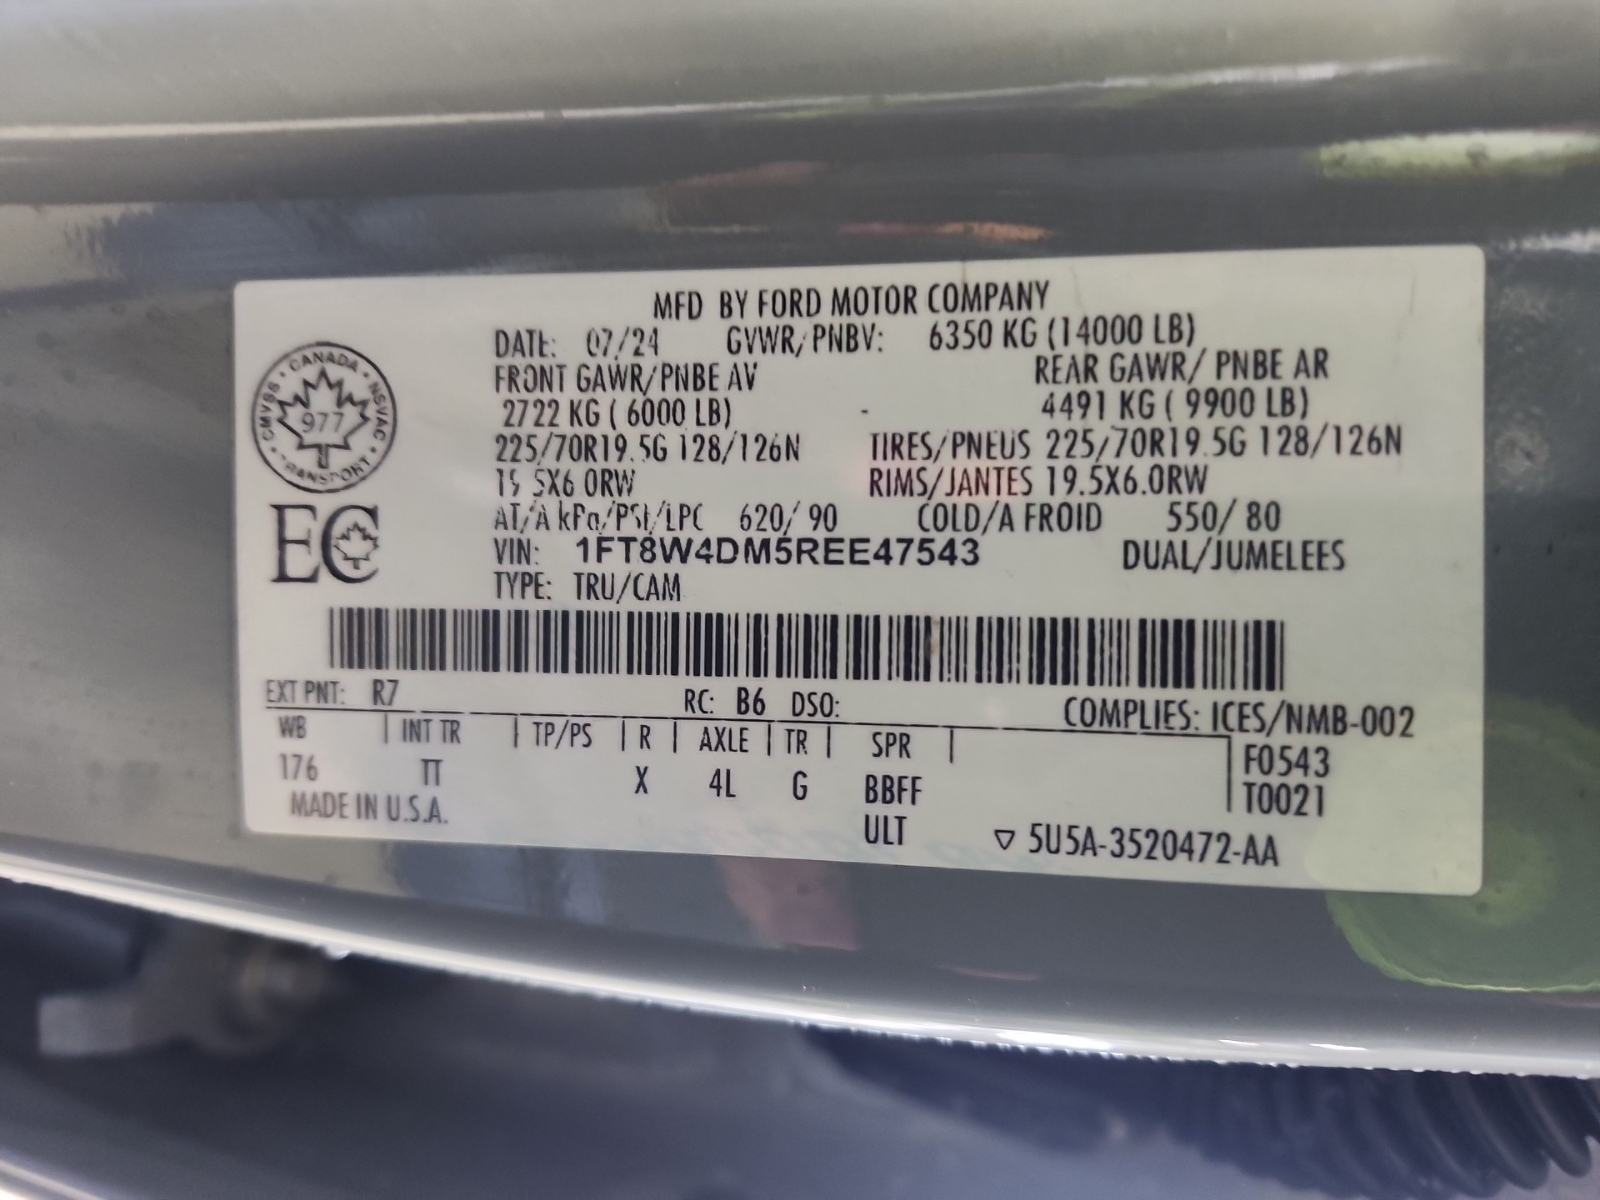 MFD BY FORD MOTOR COMPANY
DATE: 07/24 GVWR/PNBV: 6350 KG (14000 LB)
FRONT GAWR/PNBE AV REAR GAWR/ PNBE AR
2722 KG ( 6000 LB) - 4491 KG ( 9900 LB)
225/70R19.5G 128/126N TIRES/PNEUS 225/70R19.5G 128/126N
19.5X6.0RW RIMS/JANTES 19.5X6.0RW
AT/A kPa/PSI/LPC 620/ 90 COLD/A FROID 550/ 80
VIN: 1FT8W4DM5REE47543 DUAL/JUMELEES
TYPE: TRU/CAM
CANADA
CMVSS 977 NSVAC
TRANSPORT
EC
EXT PNT: R7 RC: B6 DSO: COMPLIES: ICES/NMB-002
WB INT TR TP/PS R AXLE TR SPR F0543
176 TT X 4L G BBFF T0021
MADE IN U.S.A. ULT ▽ 5U5A-3520472-AA